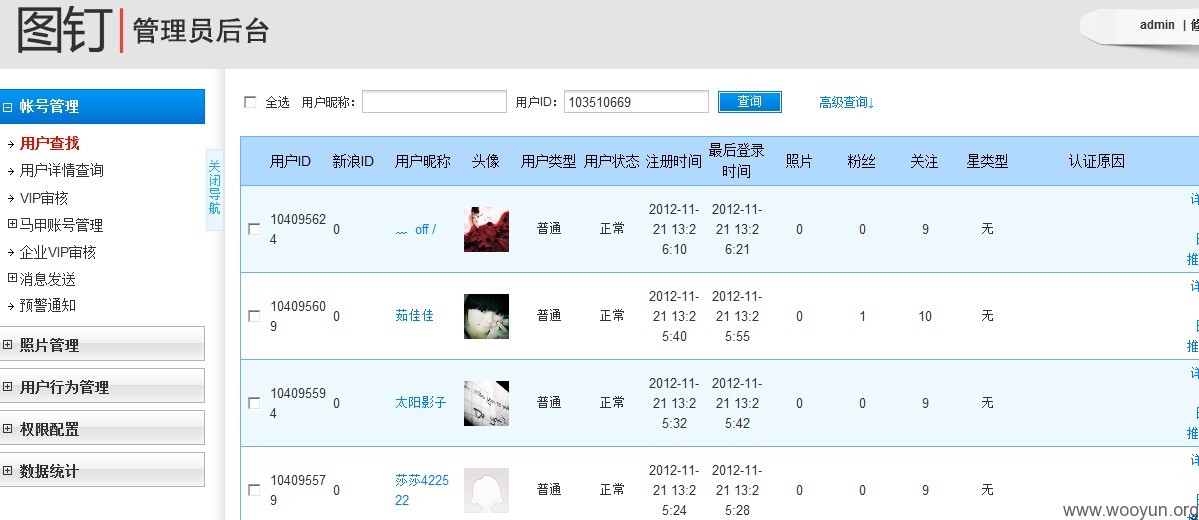 图钉 管理员后台
admin | 修
帐号管理
用户查找
用户详情查询
VIP审核
马甲账号管理
企业VIP审核
消息发送
预警通知
照片管理
用户行为管理
权限配置
数据统计
关闭导航
全选 用户昵称： 用户ID： 103510669 查询 高级查询↓
用户ID 新浪ID 用户昵称 头像 用户类型 用户状态 注册时间 最后登录时间 照片 粉丝 关注 星类型 认证原因
104095624 0 ﹏ off / 普通 正常 2012-11-21 13:26:10 2012-11-21 13:26:21 0 0 9 无 详 推
104095609 0 茹佳佳 普通 正常 2012-11-21 13:25:40 2012-11-21 13:25:55 0 1 10 无 详 推
104095594 0 太阳影子 普通 正常 2012-11-21 13:25:32 2012-11-21 13:25:42 0 0 9 无 详 推
104095579 0 莎莎422522 普通 正常 2012-11-21 13:25:24 2012-11-21 13:25:28 0 0 9 无 详
www.wooyun.org